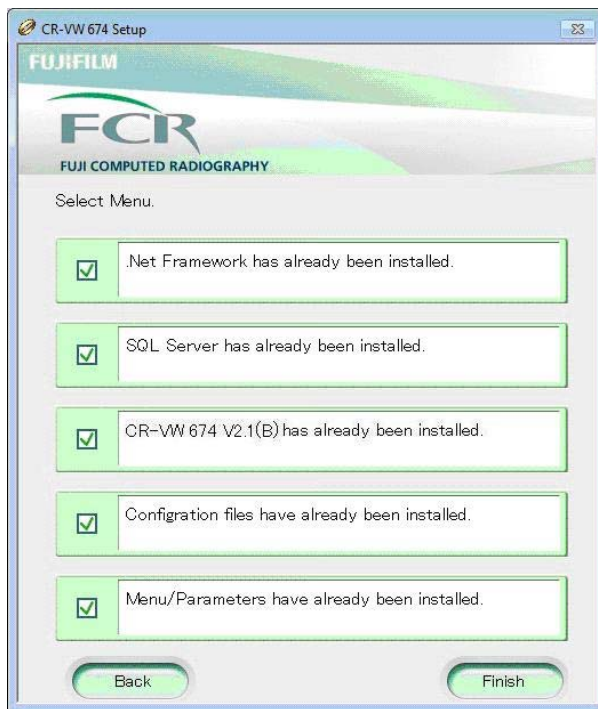 CR-VW 674 Setup
FUJIFILM
FCR
FUJI COMPUTED RADIOGRAPHY
Select Menu.
.Net Framework has already been installed.
SQL Server has already been installed.
CR-VW 674 V2.1(B) has already been installed.
Configration files have already been installed.
Menu/Parameters have already been installed.
Back
Finish